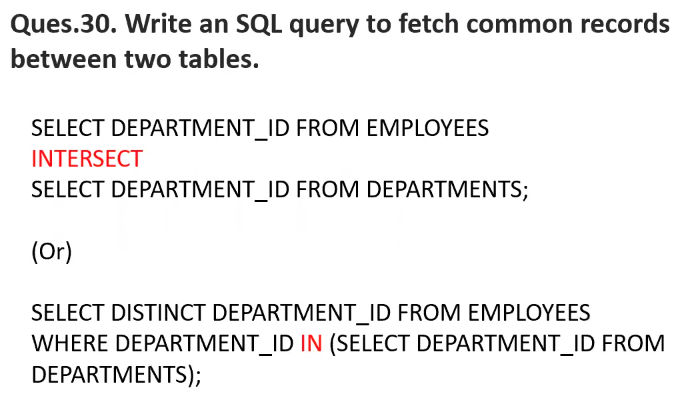 Ques.30. Write an SQL query to fetch common records
between two tables.
SELECT DEPARTMENT_ID FROM EMPLOYEES
INTERSECT
SELECT DEPARTMENT_ID FROM DEPARTMENTS;
(Or)
SELECT DISTINCT DEPARTMENT_ID FROM EMPLOYEES
WHERE DEPARTMENT_ID IN (SELECT DEPARTMENT_ID FROM
DEPARTMENTS);